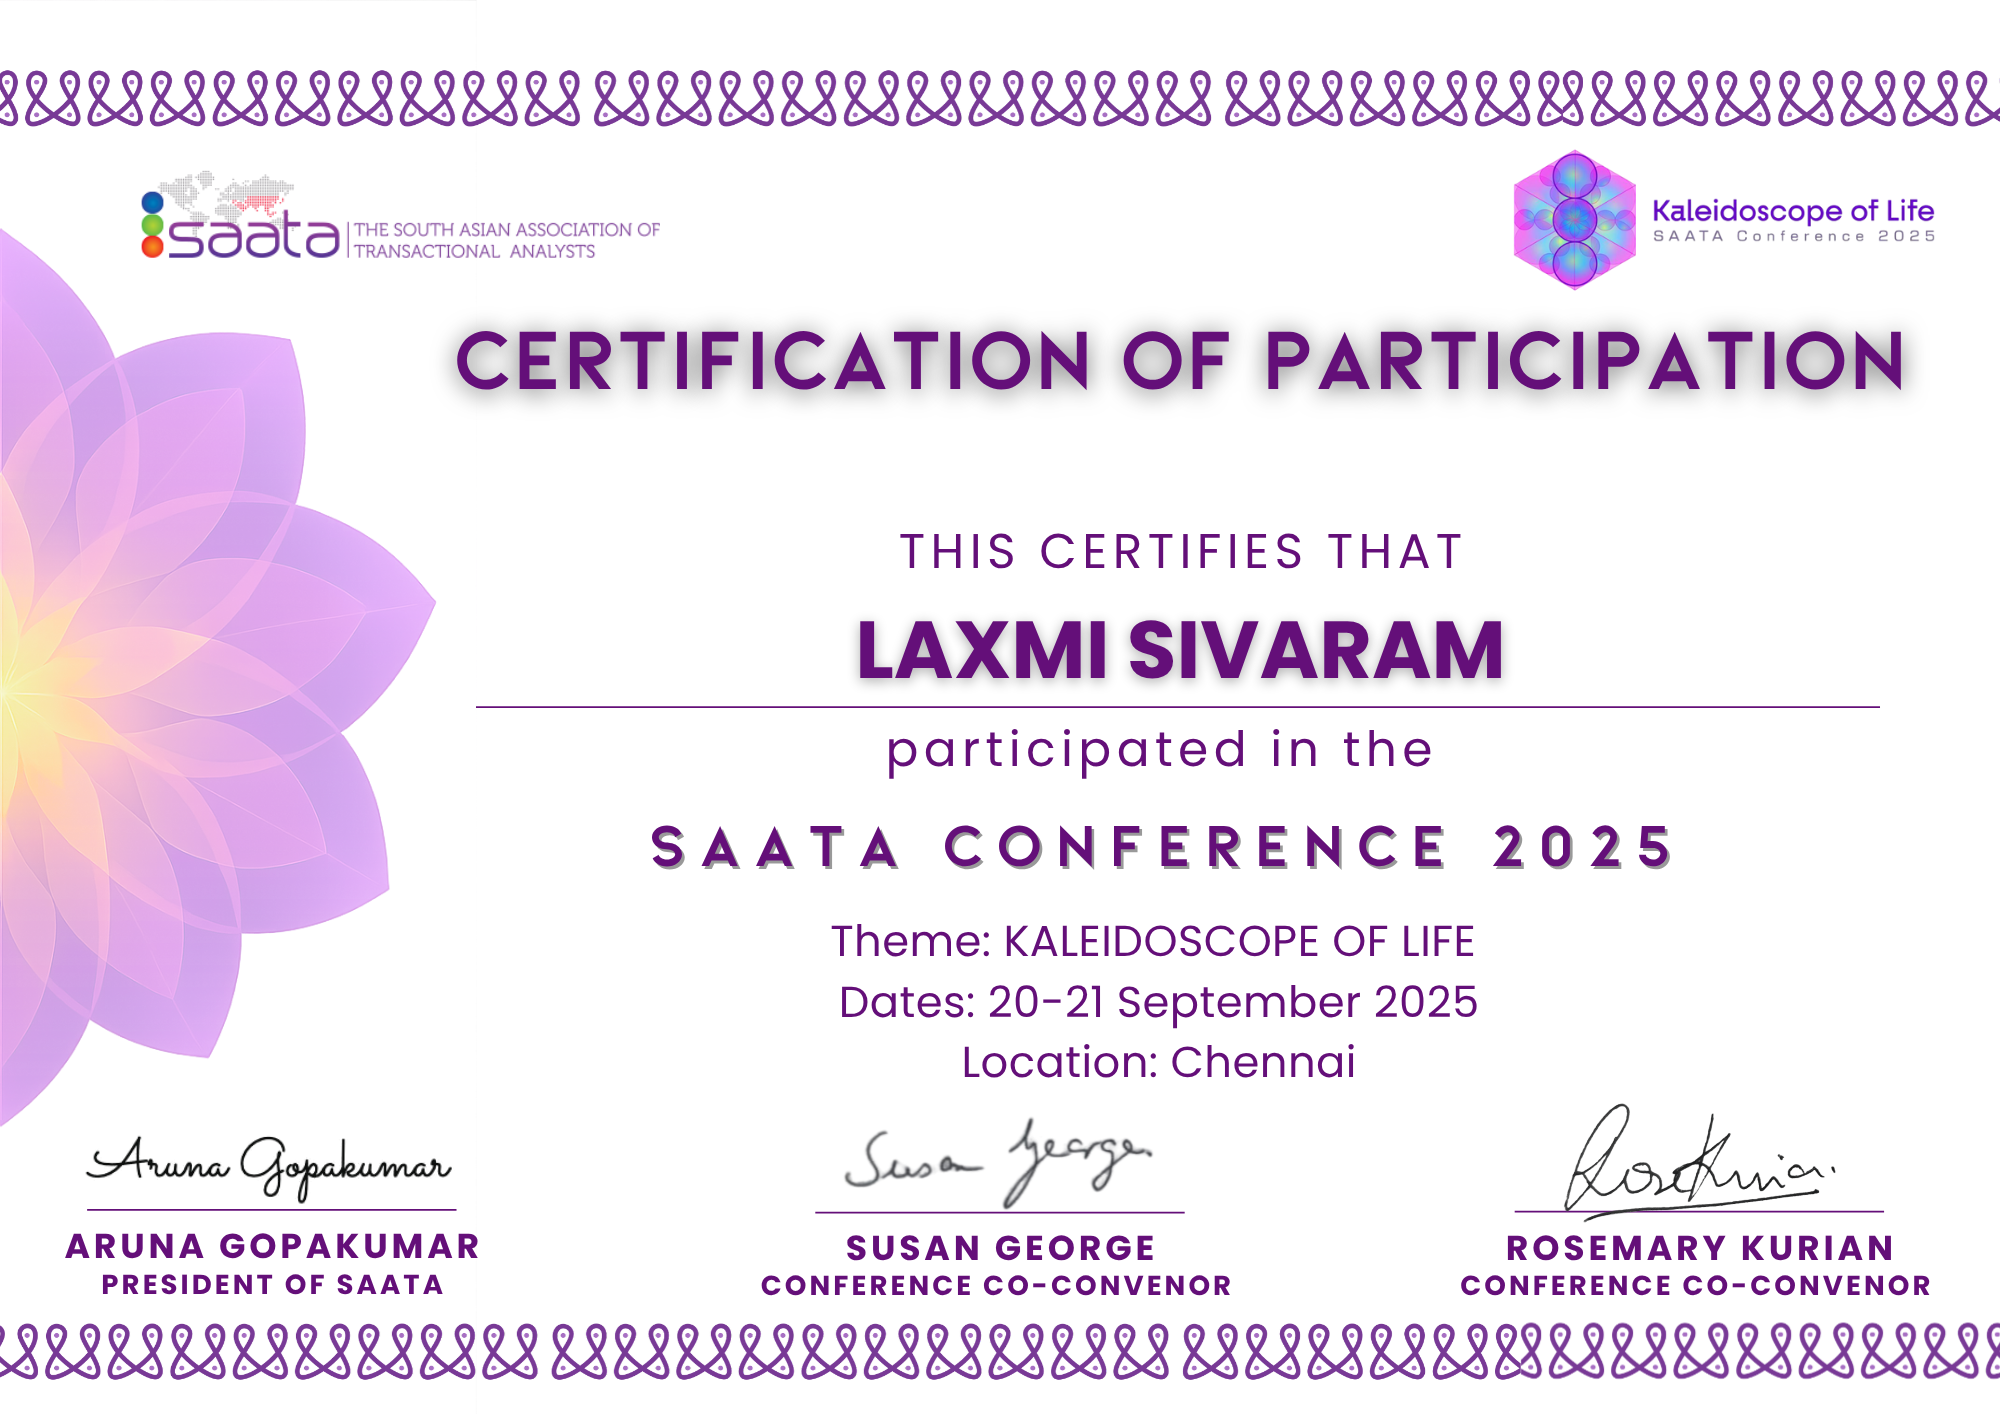 saata
THE SOUTH ASIAN ASSOCIATION OF
TRANSACTIONAL ANALYSTS
Kaleidoscope of Life
SAATA Conference 2025
CERTIFICATION OF PARTICIPATION
THIS CERTIFIES THAT
LAXMI SIVARAM
participated in the
SAATA CONFERENCE 2025
Theme: KALEIDOSCOPE OF LIFE
Dates: 20-21 September 2025
Location: Chennai
Aruna Gopakumar
ARUNA GOPAKUMAR
PRESIDENT OF SAATA
Susan George
SUSAN GEORGE
CONFERENCE CO-CONVENOR
RoseKurian
ROSEMARY KURIAN
CONFERENCE CO-CONVENOR